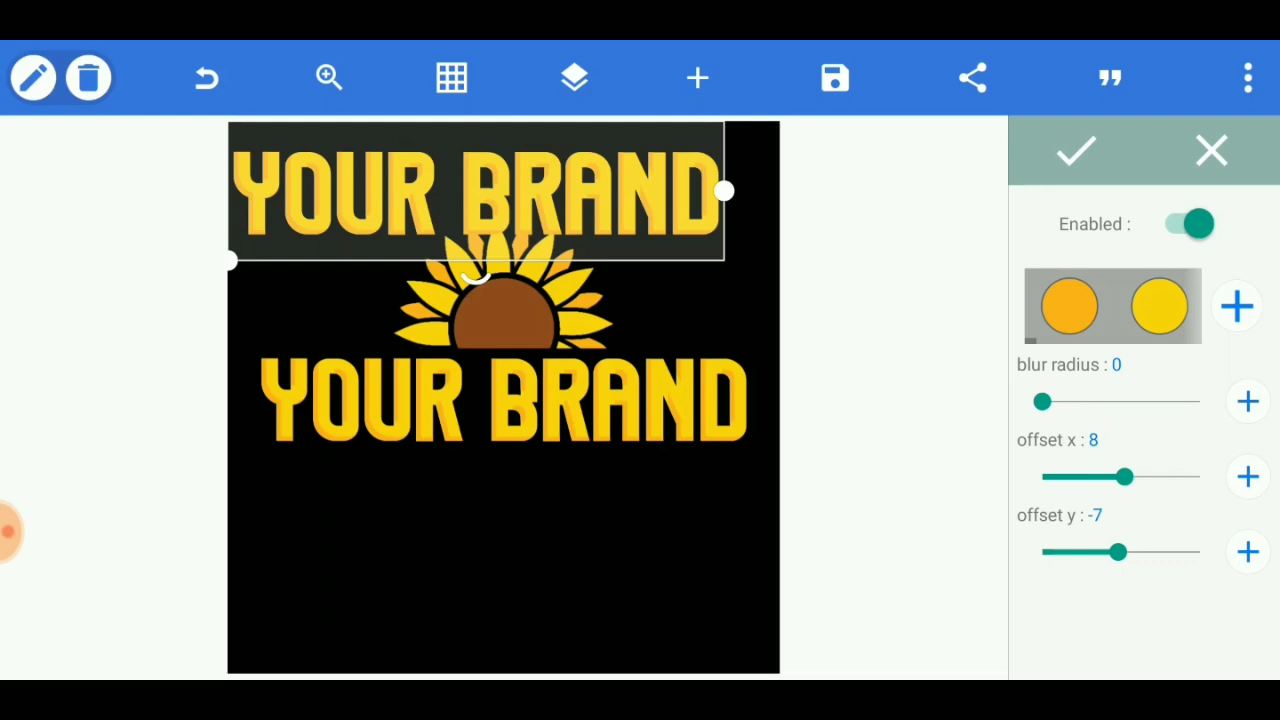 YOUR BRAND
YOUR BRAND
Enabled :
blur radius : 0
offset x : 8
offset y : -7